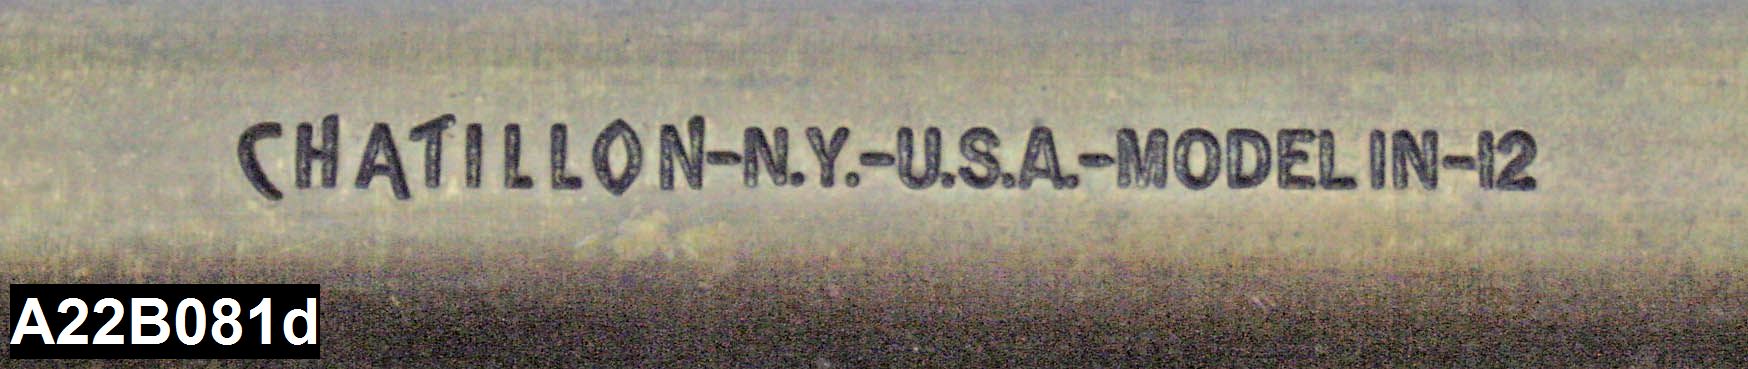 CHATILLON-N.Y.-U.S.A.-MODEL IN-12
A22B081d